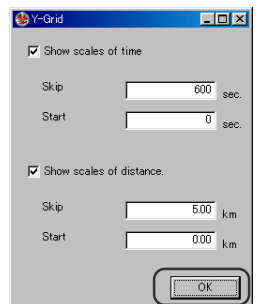 Y-Grid
Show scales of time
Skip 600 sec.
Start 0 sec.
Show scales of distance.
Skip 5.00 km
Start 0.00 km
OK